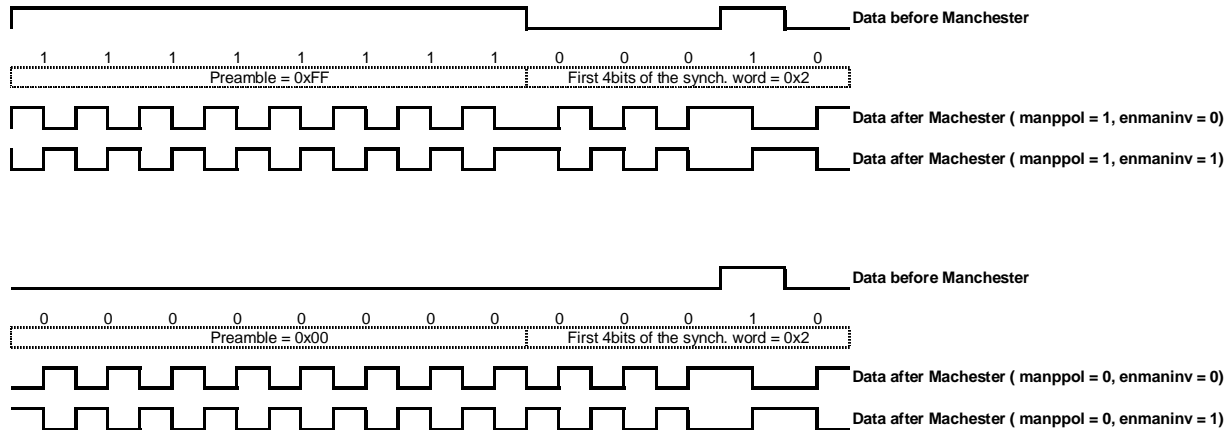 Data before Manchester
1 1 1 1 1 1 1 1 0 0 0 1 0
Preamble = 0xFF First 4bits of the synch. word = 0x2
Data after Machester ( manppol = 1, enmaninv = 0)
Data after Machester ( manppol = 1, enmaninv = 1)
Data before Manchester
0 0 0 0 0 0 0 0 0 0 0 1 0
Preamble = 0x00 First 4bits of the synch. word = 0x2
Data after Machester ( manppol = 0, enmaninv = 0)
Data after Machester ( manppol = 0, enmaninv = 1)